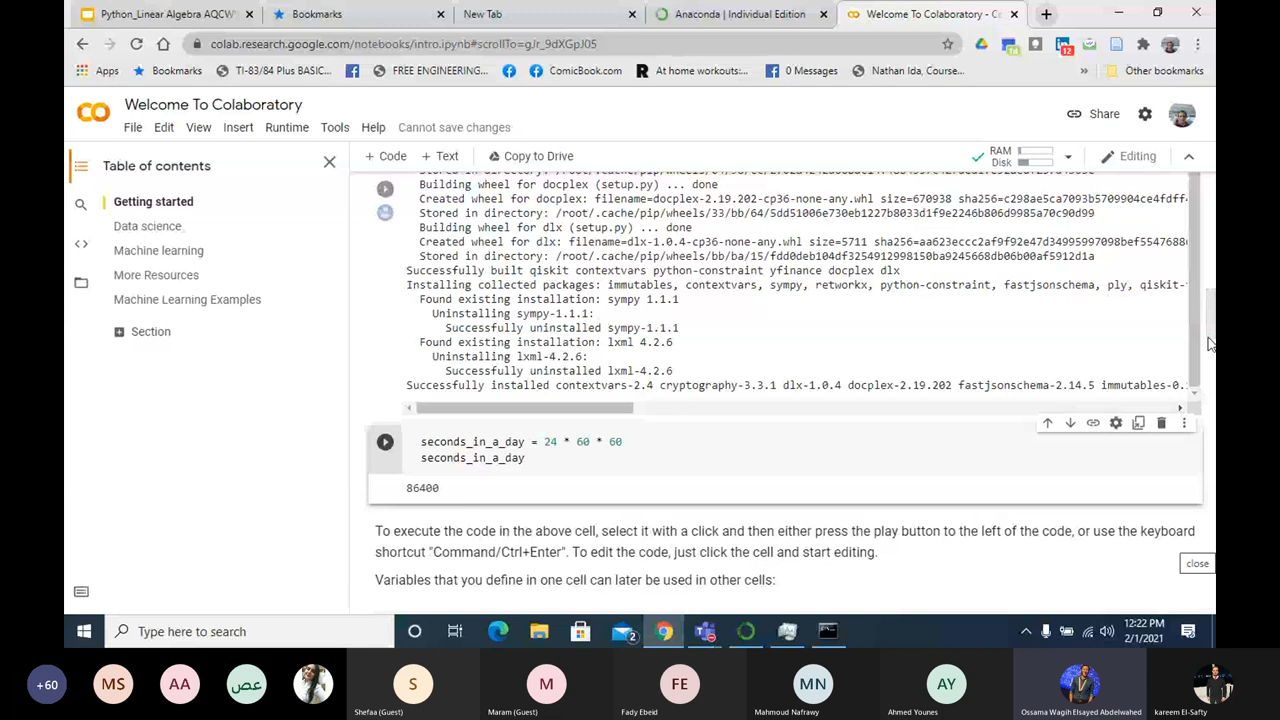 Python_Linear Algebra AQCW
Bookmarks
New Tab
Anaconda | Individual Edition
Welcome To Colaboratory - Co
colab.research.google.com/notebooks/intro.ipynb#scrollTo=gJr_9dXGpJ05
12
Apps
Bookmarks
TI-83/84 Plus BASIC...
FREE ENGINEERING...
ComicBook.com
At home workouts:...
0 Messages
Nathan Ida, Course...
»
Other bookmarks
Welcome To Colaboratory
Share
File Edit View Insert Runtime Tools Help Cannot save changes
Table of contents
+ Code + Text Copy to Drive
RAM
Disk
Editing
Getting started
Data science
Machine learning
More Resources
Machine Learning Examples
Section
Building wheel for docplex (setup.py) ... done
Created wheel for docplex: filename=docplex-2.19.202-cp36-none-any.whl size=670938 sha256=c298ae5ca7093b5709904ce4fdff4
Stored in directory: /root/.cache/pip/wheels/33/bb/64/5dd51006e730eb1227b8033d1f9e2246b806d9985a70c90d99
Building wheel for dlx (setup.py) ... done
Created wheel for dlx: filename=dlx-1.0.4-cp36-none-any.whl size=5711 sha256=aa623eccc2af9f92e47d34995997098bef5547688
Stored in directory: /root/.cache/pip/wheels/bb/ba/15/fdd0deb104df3254912998150ba9245668db06b00af5912d1a
Successfully built qiskit contextvars python-constraint yfinance docplex dlx
Installing collected packages: immutables, contextvars, sympy, retworkx, python-constraint, fastjsonschema, ply, qiskit-
Found existing installation: sympy 1.1.1
Uninstalling sympy-1.1.1:
Successfully uninstalled sympy-1.1.1
Found existing installation: lxml 4.2.6
Uninstalling lxml-4.2.6:
Successfully uninstalled lxml-4.2.6
Successfully installed contextvars-2.4 cryptography-3.3.1 dlx-1.0.4 docplex-2.19.202 fastjsonschema-2.14.5 immutables-0.
seconds_in_a_day = 24 * 60 * 60
seconds_in_a_day
86400
To execute the code in the above cell, select it with a click and then either press the play button to the left of the code, or use the keyboard
shortcut "Command/Ctrl+Enter". To edit the code, just click the cell and start editing.
close
Variables that you define in one cell can later be used in other cells:
Type here to search
2
12:22 PM
2/1/2021
+60
MS
AA
عص
S
M
FE
MN
AY
Shefaa (Guest)
Maram (Guest)
Fady Ebeid
Mahmoud Nafrawy
Ahmed Younes
Ossama Wagih Elsayed Abdelwahed
kareem El-Safty